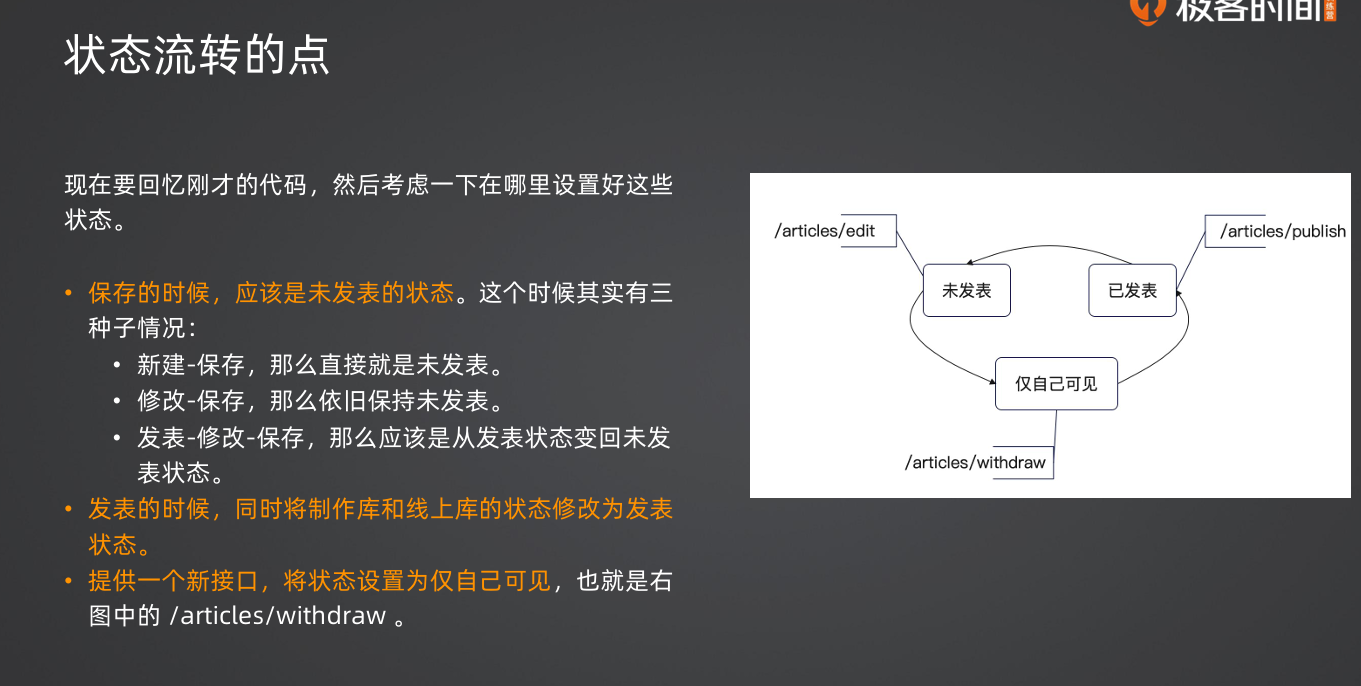 极客时间
训练营
状态流转的点
现在要回忆刚才的代码，然后考虑一下在哪里设置好这些
状态。
• 保存的时候，应该是未发表的状态。这个时候其实有三
种子情况：
• 新建-保存，那么直接就是未发表。
• 修改-保存，那么依旧保持未发表。
• 发表-修改-保存，那么应该是从发表状态变回未发
表状态。
• 发表的时候，同时将制作库和线上库的状态修改为发表
状态。
• 提供一个新接口，将状态设置为仅自己可见，也就是右
图中的 /articles/withdraw 。
/articles/edit
/articles/publish
未发表
已发表
仅自己可见
/articles/withdraw